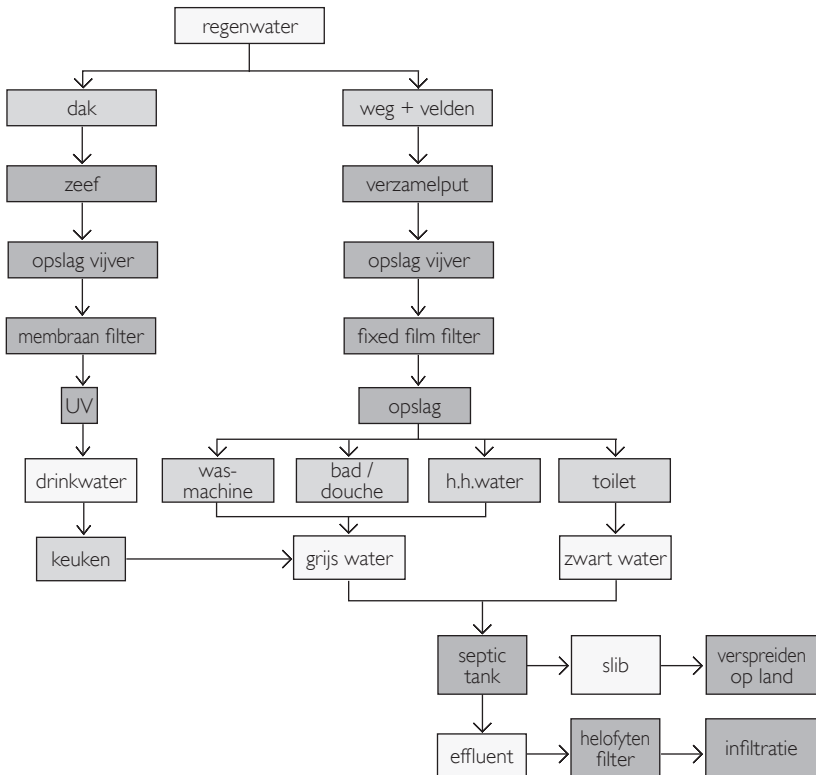 regenwater
dak
weg + velden
zeef
verzamelput
opslag vijver
opslag vijver
membraan filter
fixed film filter
UV
opslag
drinkwater
was-
machine
bad /
douche
h.h.water
toilet
keuken
grijs water
zwart water
septic
tank
slib
verspreiden
op land
effluent
helofyten
filter
infiltratie